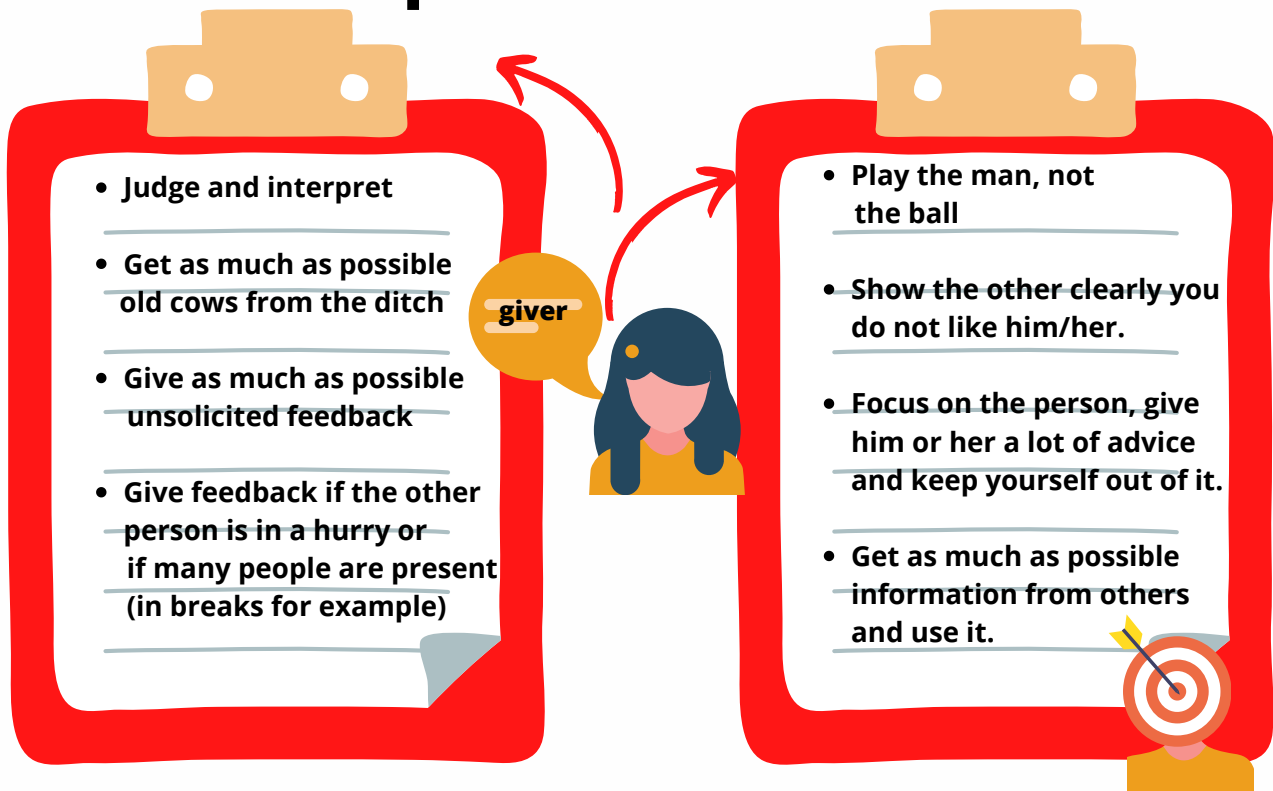 • Judge and interpret
• Get as much as possible
old cows from the ditch
• Give as much as possible
unsolicited feedback
• Give feedback if the other
person is in a hurry or
if many people are present
(in breaks for example)
giver
• Play the man, not
the ball
• Show the other clearly you
do not like him/her.
• Focus on the person, give
him or her a lot of advice
and keep yourself out of it.
• Get as much as possible
information from others
and use it.